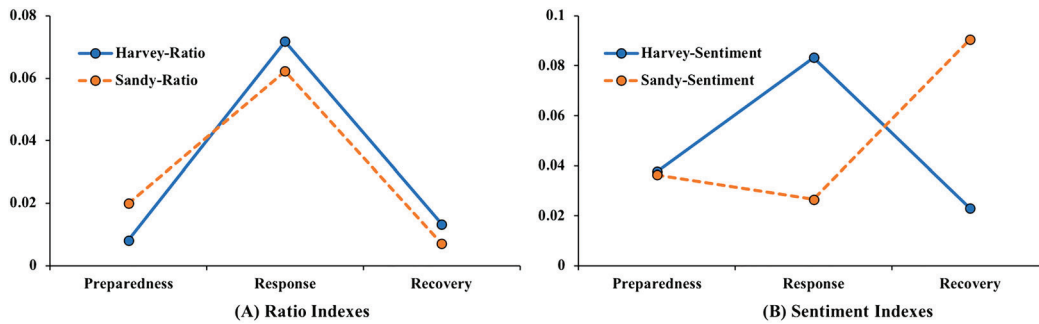 0.08
0.06
0.04
0.02
0
Harvey-Ratio
Sandy-Ratio
Preparedness Response Recovery
(A) Ratio Indexes
0.1
0.08
0.06
0.04
0.02
0
Harvey-Sentiment
Sandy-Sentiment
Preparedness Response Recovery
(B) Sentiment Indexes